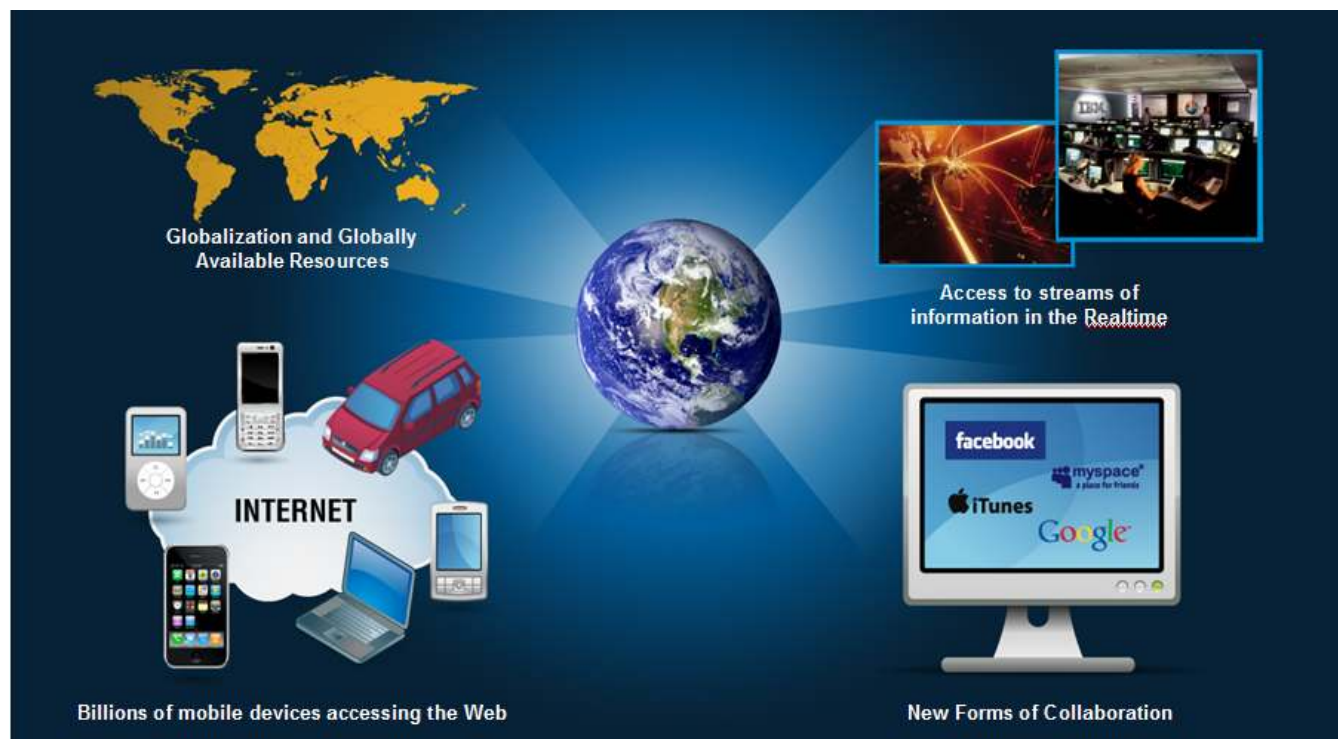 Globalization and Globally
Available Resources
IBM
Access to streams of
information in the Realtime
INTERNET
Billions of mobile devices accessing the Web
facebook
myspace
a place for friends
iTunes
Google
New Forms of Collaboration